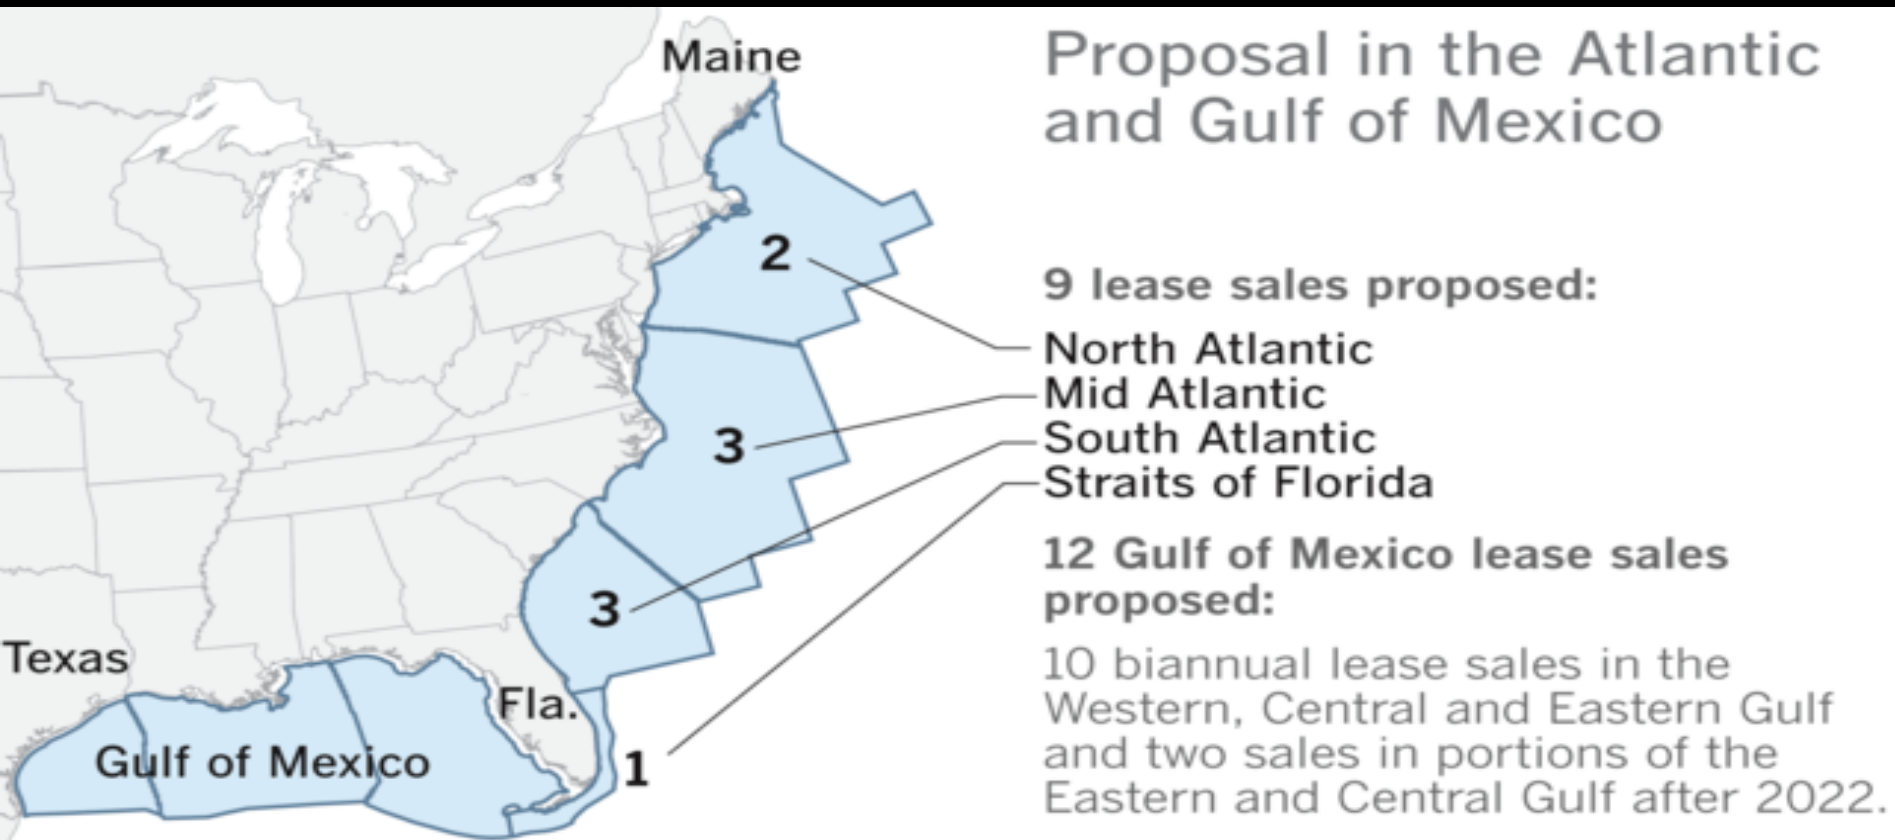 Maine
Proposal in the Atlantic
and Gulf of Mexico
2
9 lease sales proposed:
North Atlantic
Mid Atlantic
South Atlantic
Straits of Florida
3
12 Gulf of Mexico lease sales
proposed:
3
10 biannual lease sales in the
Western, Central and Eastern Gulf
and two sales in portions of the
Eastern and Central Gulf after 2022.
Texas
Fla.
Gulf of Mexico
1